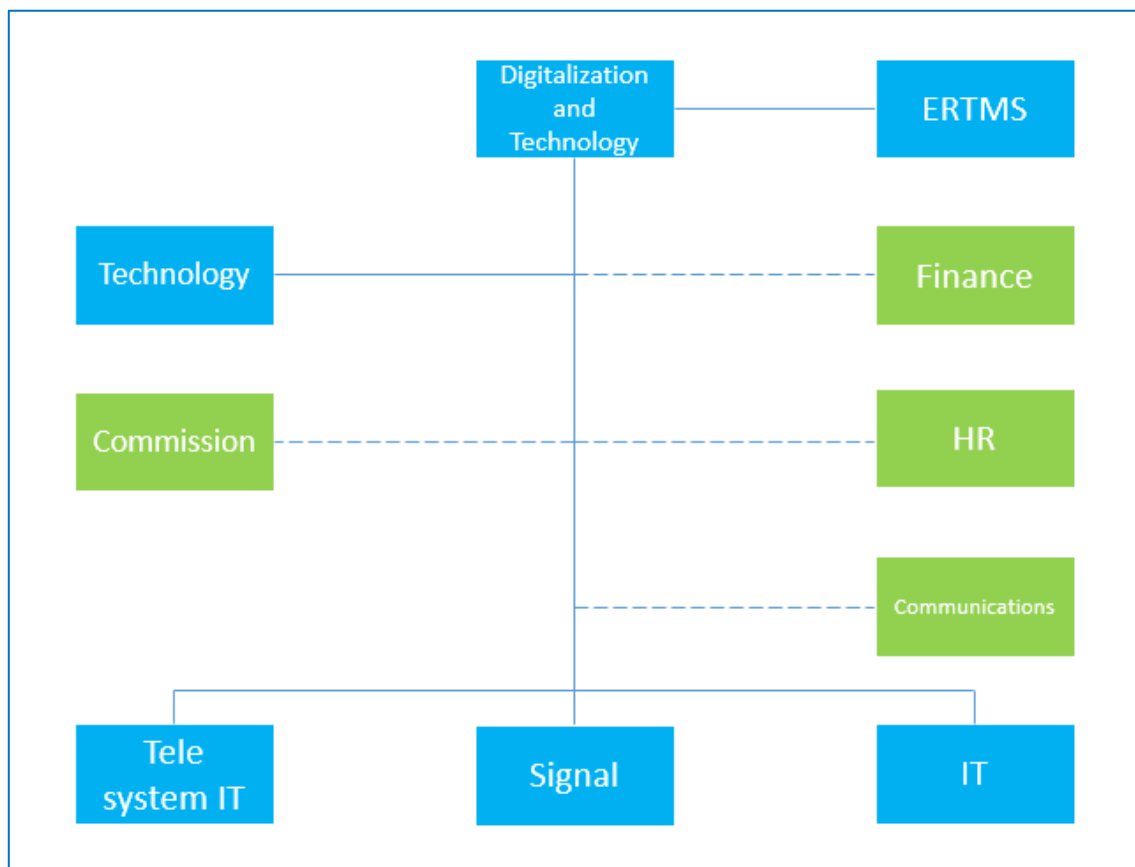 Digitalization
and
Technology
ERTMS
Technology
Finance
Commission
HR
Communications
Tele
system IT
Signal
IT